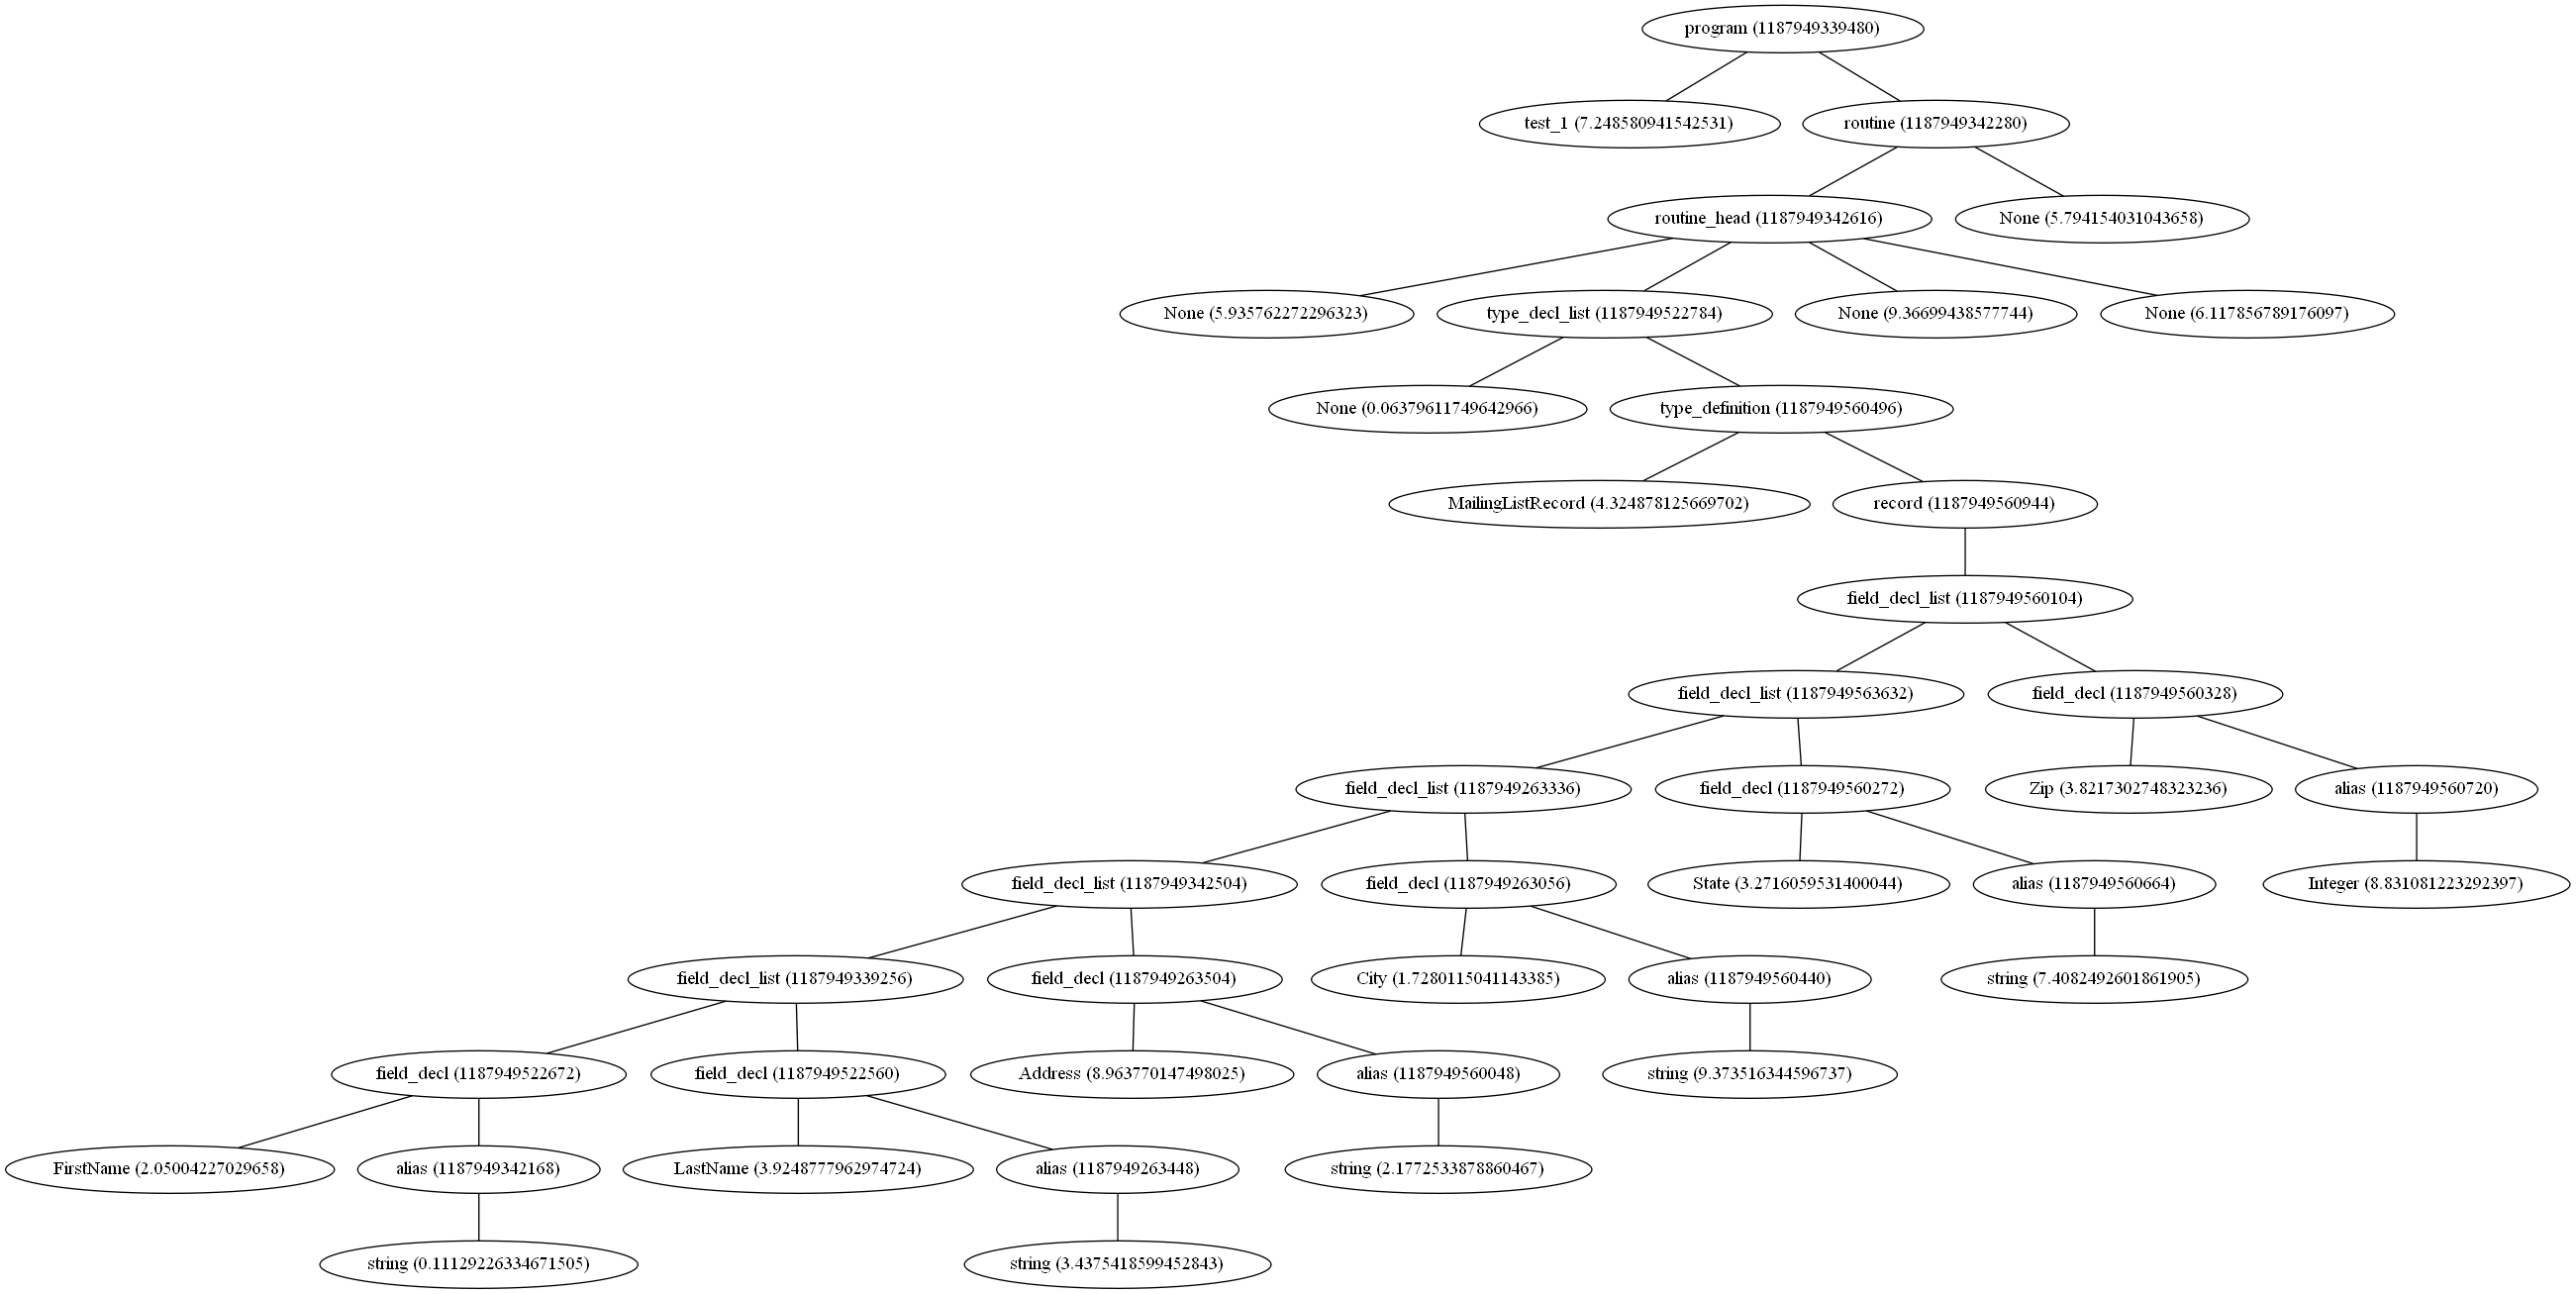 program (1187949339480)
test_1 (7.248580941542531)
routine (1187949342280)
routine_head (1187949342616)
None (5.794154031043658)
None (5.935762272296323)
type_decl_list (1187949522784)
None (9.36699438577744)
None (6.117856789176097)
None (0.06379611749642966)
type_definition (1187949560496)
MailingListRecord (4.324878125669702)
record (1187949560944)
field_decl_list (1187949560104)
field_decl_list (1187949563632)
field_decl (1187949560328)
field_decl_list (1187949263336)
field_decl (1187949560272)
Zip (3.8217302748323236)
alias (1187949560720)
field_decl_list (1187949342504)
field_decl (1187949263056)
State (3.2716059531400044)
alias (1187949560664)
Integer (8.831081223292397)
field_decl_list (1187949339256)
field_decl (1187949263504)
City (1.7280115041143385)
alias (1187949560440)
string (7.4082492601861905)
field_decl (1187949522672)
field_decl (1187949522560)
Address (8.963770147498025)
alias (1187949560048)
string (9.373516344596737)
FirstName (2.05004227029658)
alias (1187949342168)
LastName (3.9248777962974724)
alias (1187949263448)
string (2.1772533878860467)
string (0.11129226334671505)
string (3.4375418599452843)